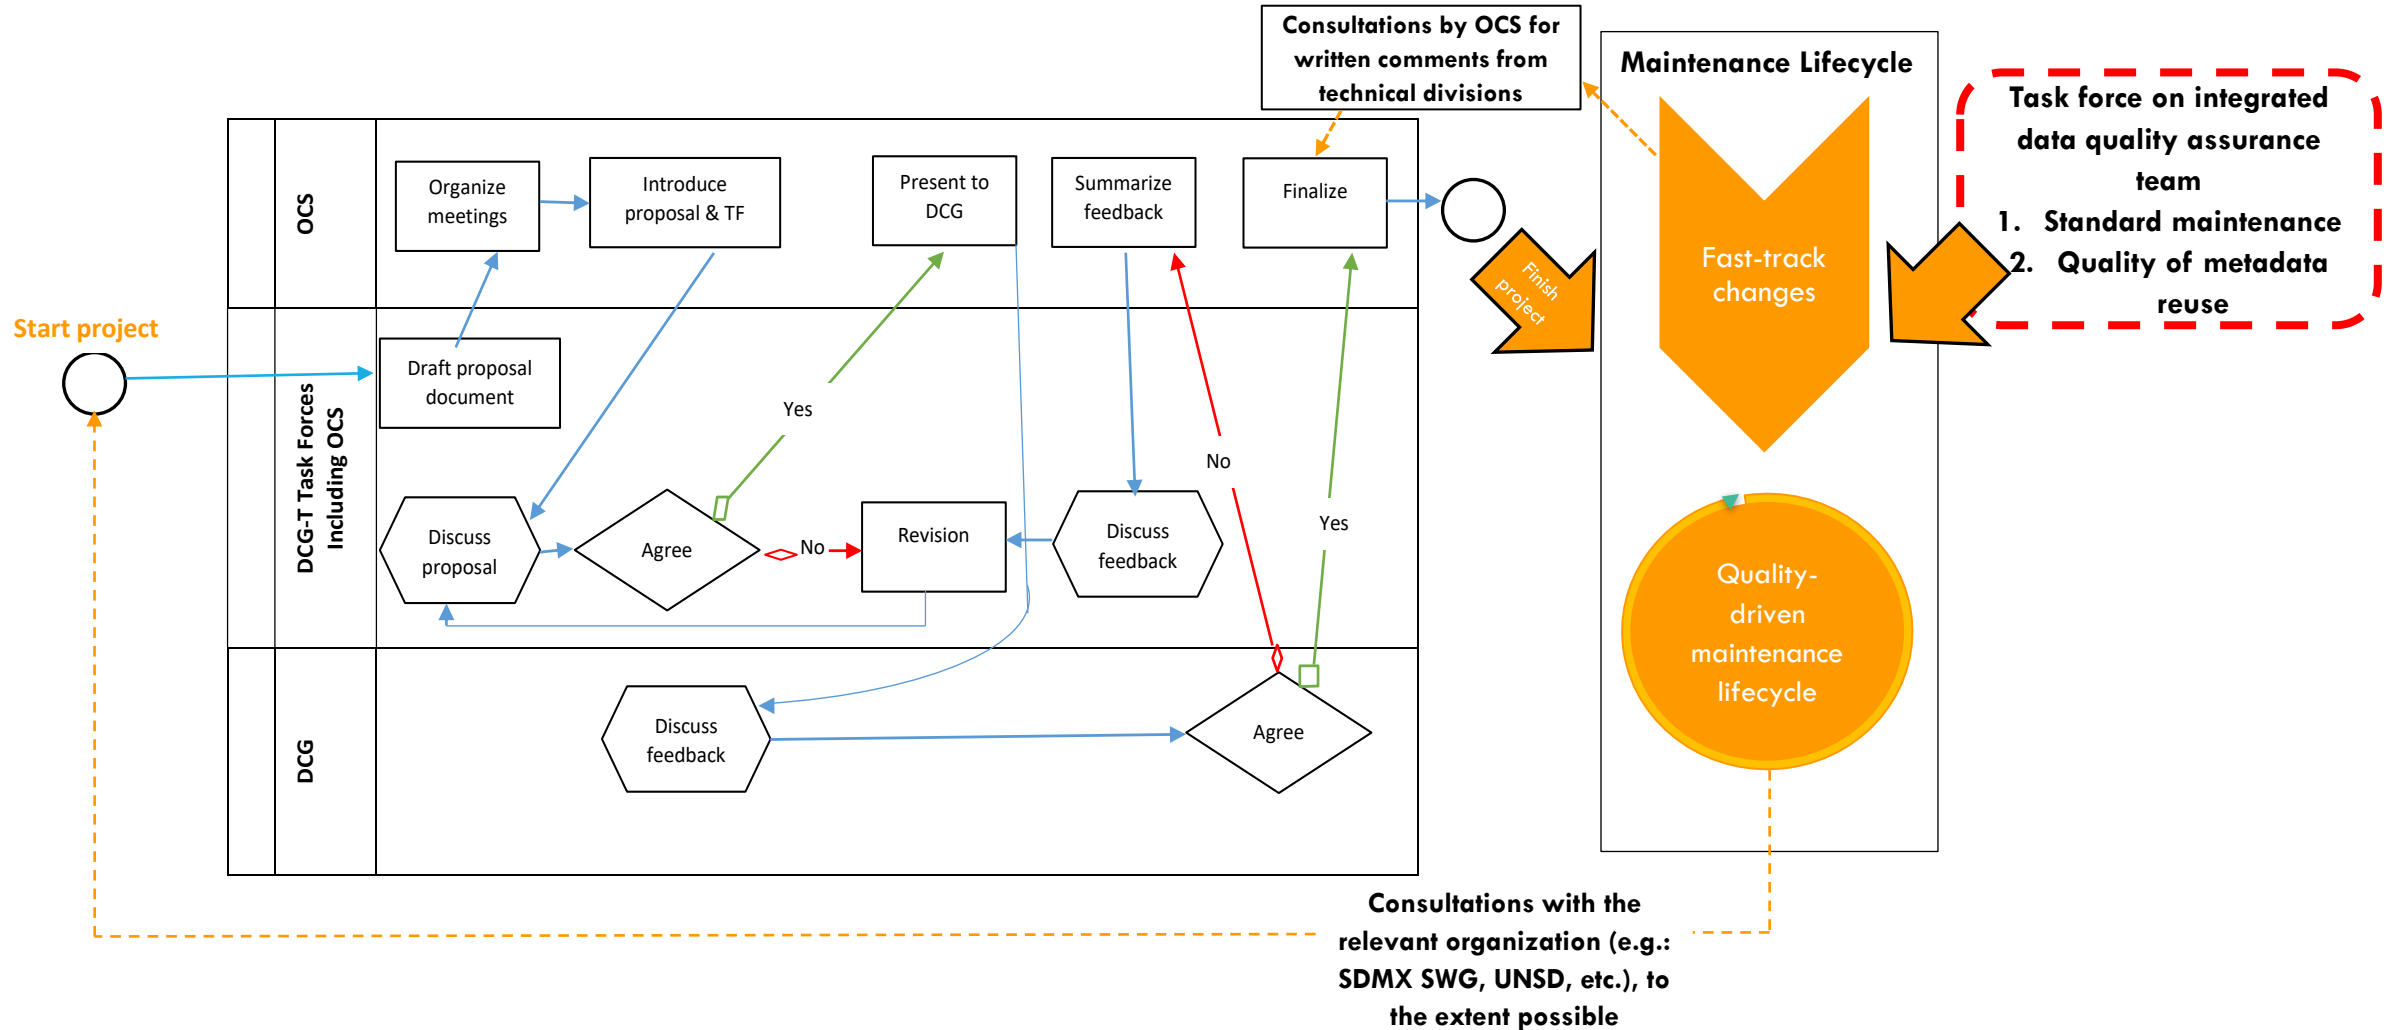 Consultations by OCS for
written comments from
technical divisions
Maintenance Lifecycle
Task force on integrated
data quality assurance
team
1. Standard maintenance
2. Quality of metadata
reuse
OCS
Organize
meetings
Introduce
proposal & TF
Present to
DCG
Summarize
feedback
Finalize
Finish
project
Fast-track
changes
Start project
DCG-T Task Forces
Including OCS
Draft proposal
document
Yes
No
Yes
Discuss
proposal
Agree
No
Revision
Discuss
feedback
Quality-
driven
maintenance
lifecycle
DCG
Discuss
feedback
Agree
Consultations with the
relevant organization (e.g.:
SDMX SWG, UNSD, etc.), to
the extent possible